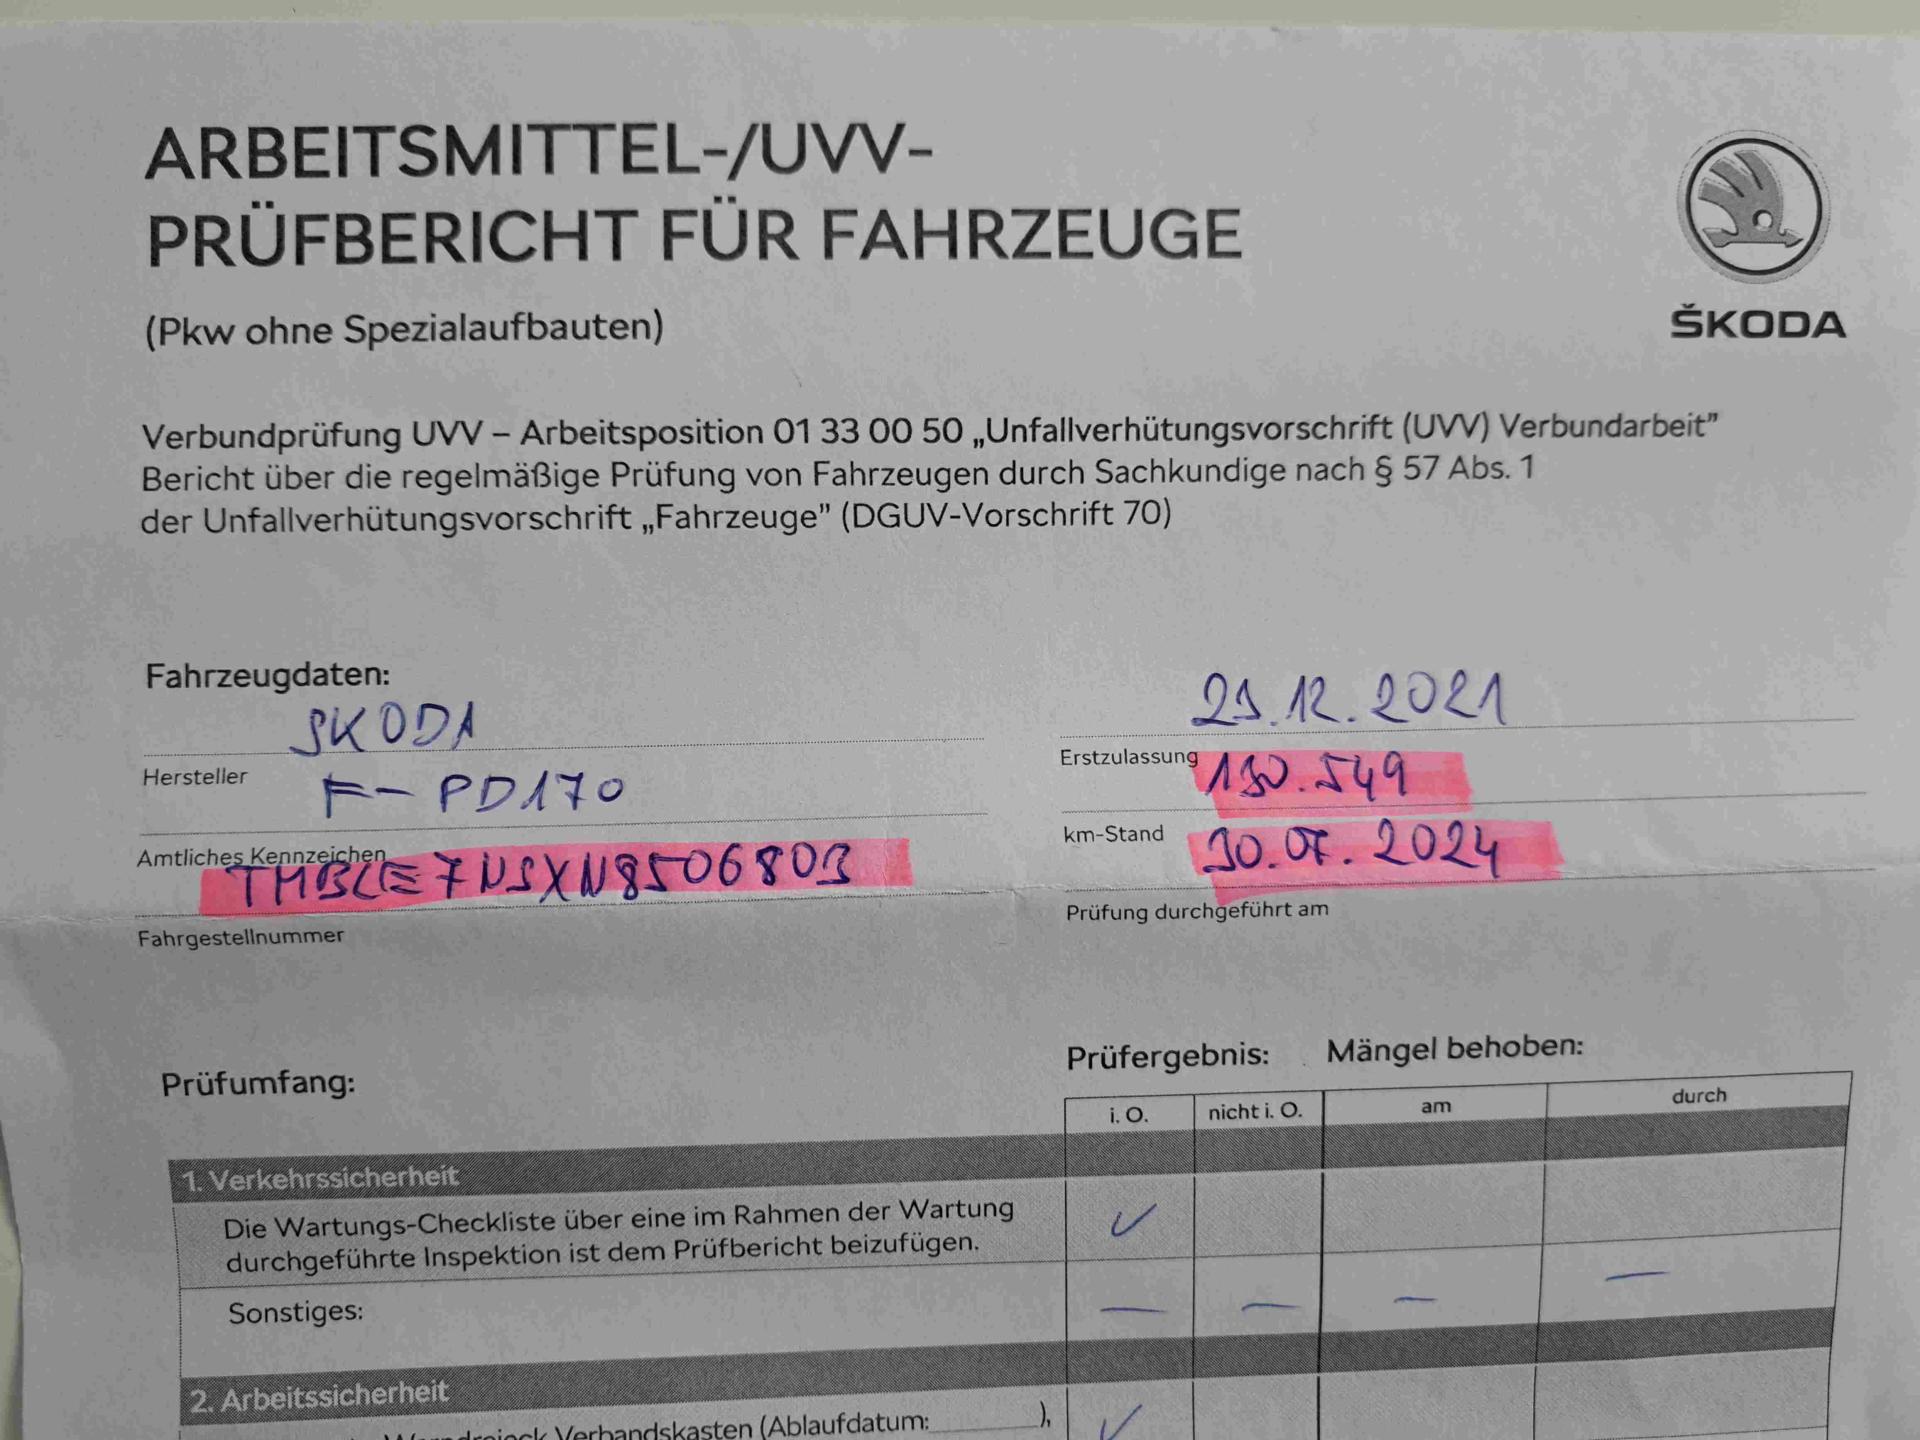 ARBEITSMITTEL-/UVV-
PRÜFBERICHT FÜR FAHRZEUGE
(Pkw ohne Spezialaufbauten)
ŠKODA
Verbundprüfung UVV – Arbeitsposition 01 33 00 50 „Unfallverhütungsvorschrift (UVV) Verbundarbeit”
Bericht über die regelmäßige Prüfung von Fahrzeugen durch Sachkundige nach § 57 Abs. 1
der Unfallverhütungsvorschrift „Fahrzeuge” (DGUV-Vorschrift 70)
Fahrzeugdaten:
SKODA
Hersteller
F- PD170
Amtliches Kennzeichen
Fahrgestellnummer
12.2021
Erstzulassung
130.549
km-Stand
30.07.2024
Prüfung durchgeführt am
Prüfumfang:
Prüfergebnis: Mängel behoben:
i. O. nicht i. O. am durch
1. Verkehrssicherheit
Die Wartungs-Checkliste über eine im Rahmen der Wartung
durchgeführte Inspektion ist dem Prüfbericht beizufügen.
Sonstiges:
2. Arbeitssicherheit
Verbandskasten (Ablaufdatum: ),